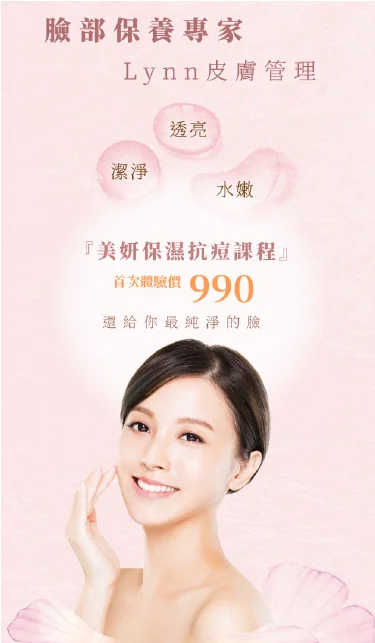 臉部保養專家
Lynn皮膚管理
透亮
潔淨
水嫩
『美妍保濕抗痘課程』
首次體驗價 990
還給你最純淨的臉